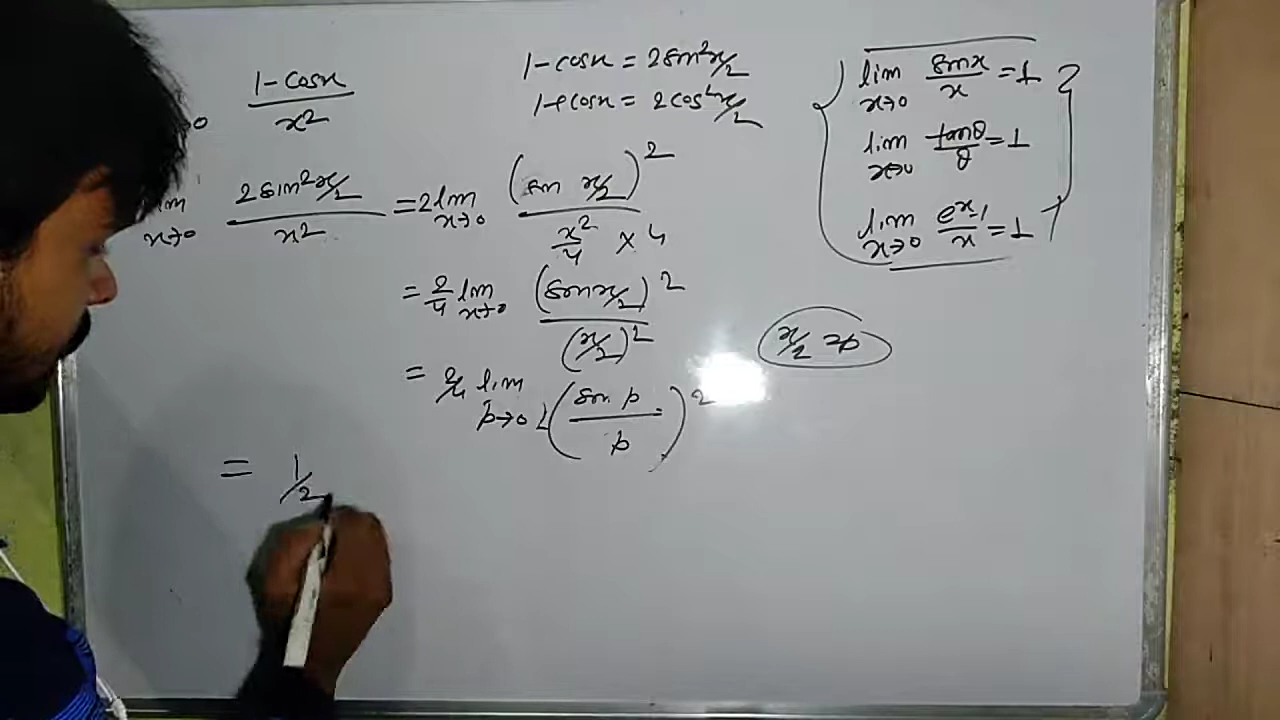 1-cosx / x²
x→0
lim x→0 2sin²x/2 / x² = 2 lim x→0 (sin x/2)² / x²/4 × 4
= 2/4 lim x→0 (sin x/2)² / (x/2)²
= 2/4 lim p→0 (sin p / p)²
= 1/2
1-cosx = 2sin²x/2
1+cosx = 2cos²x/2
x/2 = p
lim x→0 sinx / x = 1
lim x→0 tanθ / θ = 1
lim x→0 eˣ-1 / x = 1